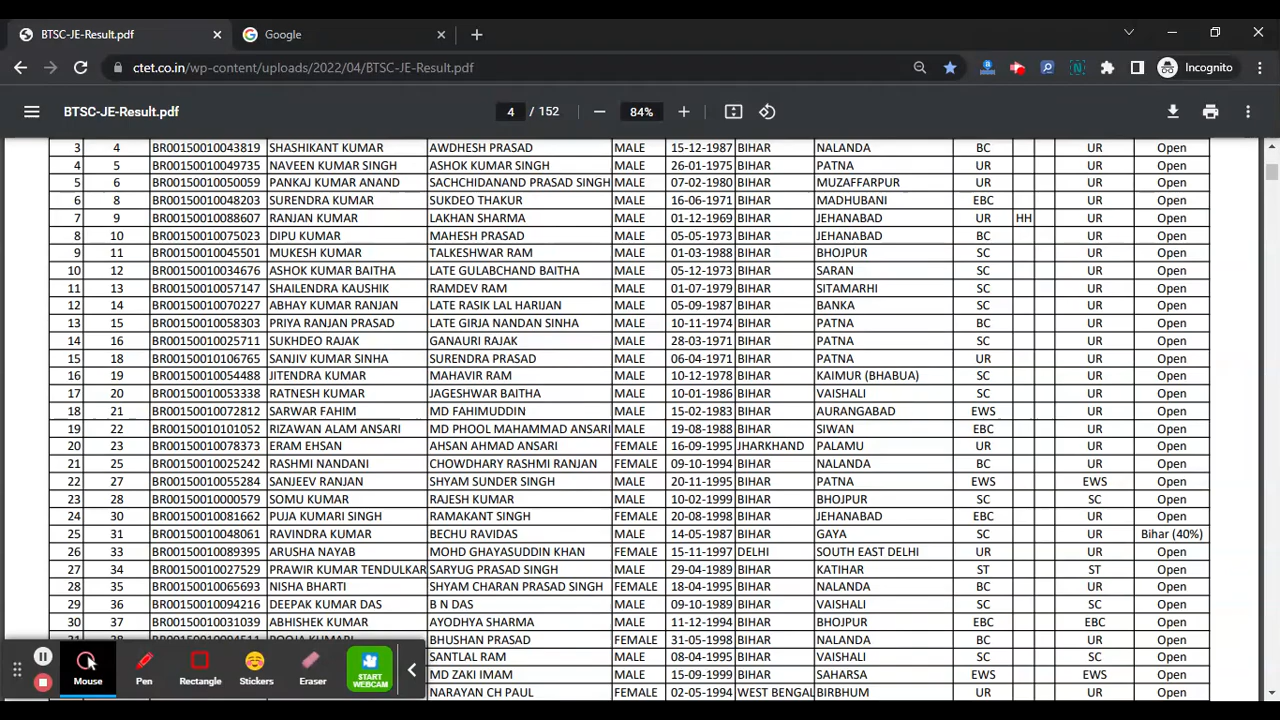 BTSC-JE-Result.pdf Google
ctet.co.in/wp-content/uploads/2022/04/BTSC-JE-Result.pdf Incognito
BTSC-JE-Result.pdf 4 / 152 84%
3 4 BR00150010043819 SHASHIKANT KUMAR AWDHESH PRASAD MALE 15-12-1987 BIHAR NALANDA BC UR Open
4 5 BR00150010049735 NAVEEN KUMAR SINGH ASHOK KUMAR SINGH MALE 26-01-1975 BIHAR PATNA UR UR Open
5 6 BR00150010050059 PANKAJ KUMAR ANAND SACHCHIDANAND PRASAD SINGH MALE 07-02-1980 BIHAR MUZAFFARPUR UR UR Open
6 8 BR00150010048203 SURENDRA KUMAR SUKDEO THAKUR MALE 16-06-1971 BIHAR MADHUBANI EBC UR Open
7 9 BR00150010088607 RANJAN KUMAR LAKHAN SHARMA MALE 01-12-1969 BIHAR JEHANABAD UR HH UR Open
8 10 BR00150010075023 DIPU KUMAR MAHESH PRASAD MALE 05-05-1973 BIHAR JEHANABAD BC UR Open
9 11 BR00150010045501 MUKESH KUMAR TALKESHWAR RAM MALE 01-03-1988 BIHAR BHOJPUR SC UR Open
10 12 BR00150010034676 ASHOK KUMAR BAITHA LATE GULABCHAND BAITHA MALE 05-12-1973 BIHAR SARAN SC UR Open
11 13 BR00150010057147 SHAILENDRA KAUSHIK RAMDEV RAM MALE 01-07-1979 BIHAR SITAMARHI SC UR Open
12 14 BR00150010070227 ABHAY KUMAR RANJAN LATE RASIK LAL HARIJAN MALE 05-09-1987 BIHAR BANKA SC UR Open
13 15 BR00150010058303 PRIYA RANJAN PRASAD LATE GIRJA NANDAN SINHA MALE 10-11-1974 BIHAR PATNA BC UR Open
14 16 BR00150010025711 SUKHDEO RAJAK GANAURI RAJAK MALE 28-03-1971 BIHAR PATNA SC UR Open
15 18 BR00150010106765 SANJIV KUMAR SINHA SURENDRA PRASAD MALE 06-04-1971 BIHAR PATNA UR UR Open
16 19 BR00150010054488 JITENDRA KUMAR MAHAVIR RAM MALE 10-12-1978 BIHAR KAIMUR (BHABUA) SC UR Open
17 20 BR00150010053338 RATNESH KUMAR JAGESHWAR BAITHA MALE 10-01-1986 BIHAR VAISHALI SC UR Open
18 21 BR00150010072812 SARWAR FAHIM MD FAHIMUDDIN MALE 15-02-1983 BIHAR AURANGABAD EWS UR Open
19 22 BR00150010101052 RIZAWAN ALAM ANSARI MD PHOOL MAHAMMAD ANSARI MALE 19-08-1988 BIHAR SIWAN EBC UR Open
20 23 BR00150010078373 ERAM EHSAN AHSAN AHMAD ANSARI FEMALE 16-09-1995 JHARKHAND PALAMU UR UR Open
21 25 BR00150010025242 RASHMI NANDANI CHOWDHARY RASHMI RANJAN FEMALE 09-10-1994 BIHAR NALANDA BC UR Open
22 27 BR00150010055284 SANJEEV RANJAN SHYAM SUNDER SINGH MALE 20-11-1995 BIHAR PATNA EWS EWS Open
23 28 BR00150010000579 SOMU KUMAR RAJESH KUMAR MALE 10-02-1999 BIHAR BHOJPUR SC SC Open
24 30 BR00150010081662 PUJA KUMARI SINGH RAMAKANT SINGH FEMALE 20-08-1998 BIHAR JEHANABAD EBC UR Open
25 31 BR00150010048061 RAVINDRA KUMAR BECHU RAVIDAS MALE 14-05-1987 BIHAR GAYA SC UR Bihar (40%)
26 33 BR00150010089395 ARUSHA NAYAB MOHD GHAYASUDDIN KHAN FEMALE 15-11-1997 DELHI SOUTH EAST DELHI UR UR Open
27 34 BR00150010027529 PRAWIR KUMAR TENDULKAR SARYUG PRASAD SINGH MALE 29-04-1989 BIHAR KATIHAR ST ST Open
28 35 BR00150010065693 NISHA BHARTI SHYAM CHARAN PRASAD SINGH FEMALE 18-04-1995 BIHAR NALANDA BC UR Open
29 36 BR00150010094216 DEEPAK KUMAR DAS B N DAS MALE 09-10-1989 BIHAR VAISHALI SC SC Open
30 37 BR00150010031039 ABHISHEK KUMAR AYODHYA SHARMA MALE 11-12-1994 BIHAR BHOJPUR EBC EBC Open
BHUSHAN PRASAD FEMALE 31-05-1998 BIHAR NALANDA BC UR Open
SANTLAL RAM MALE 08-04-1995 BIHAR VAISHALI SC SC Open
MD ZAKI IMAM MALE 15-09-1999 BIHAR SAHARSA EWS EWS Open
NARAYAN CH PAUL FEMALE 02-05-1994 WEST BENGAL BIRBHUM UR UR Open
Mouse Pen Rectangle Stickers Eraser START WEBCAM